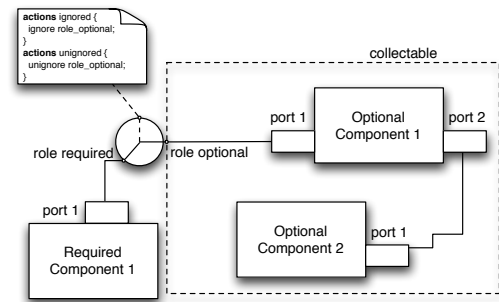 actions ignored {
ignore role_optional;
}
actions unignored {
unignore role_optional;
}
collectable
port 1
Optional
Component 1
port 2
role required
role optional
port 1
Required
Component 1
Optional
Component 2
port 1